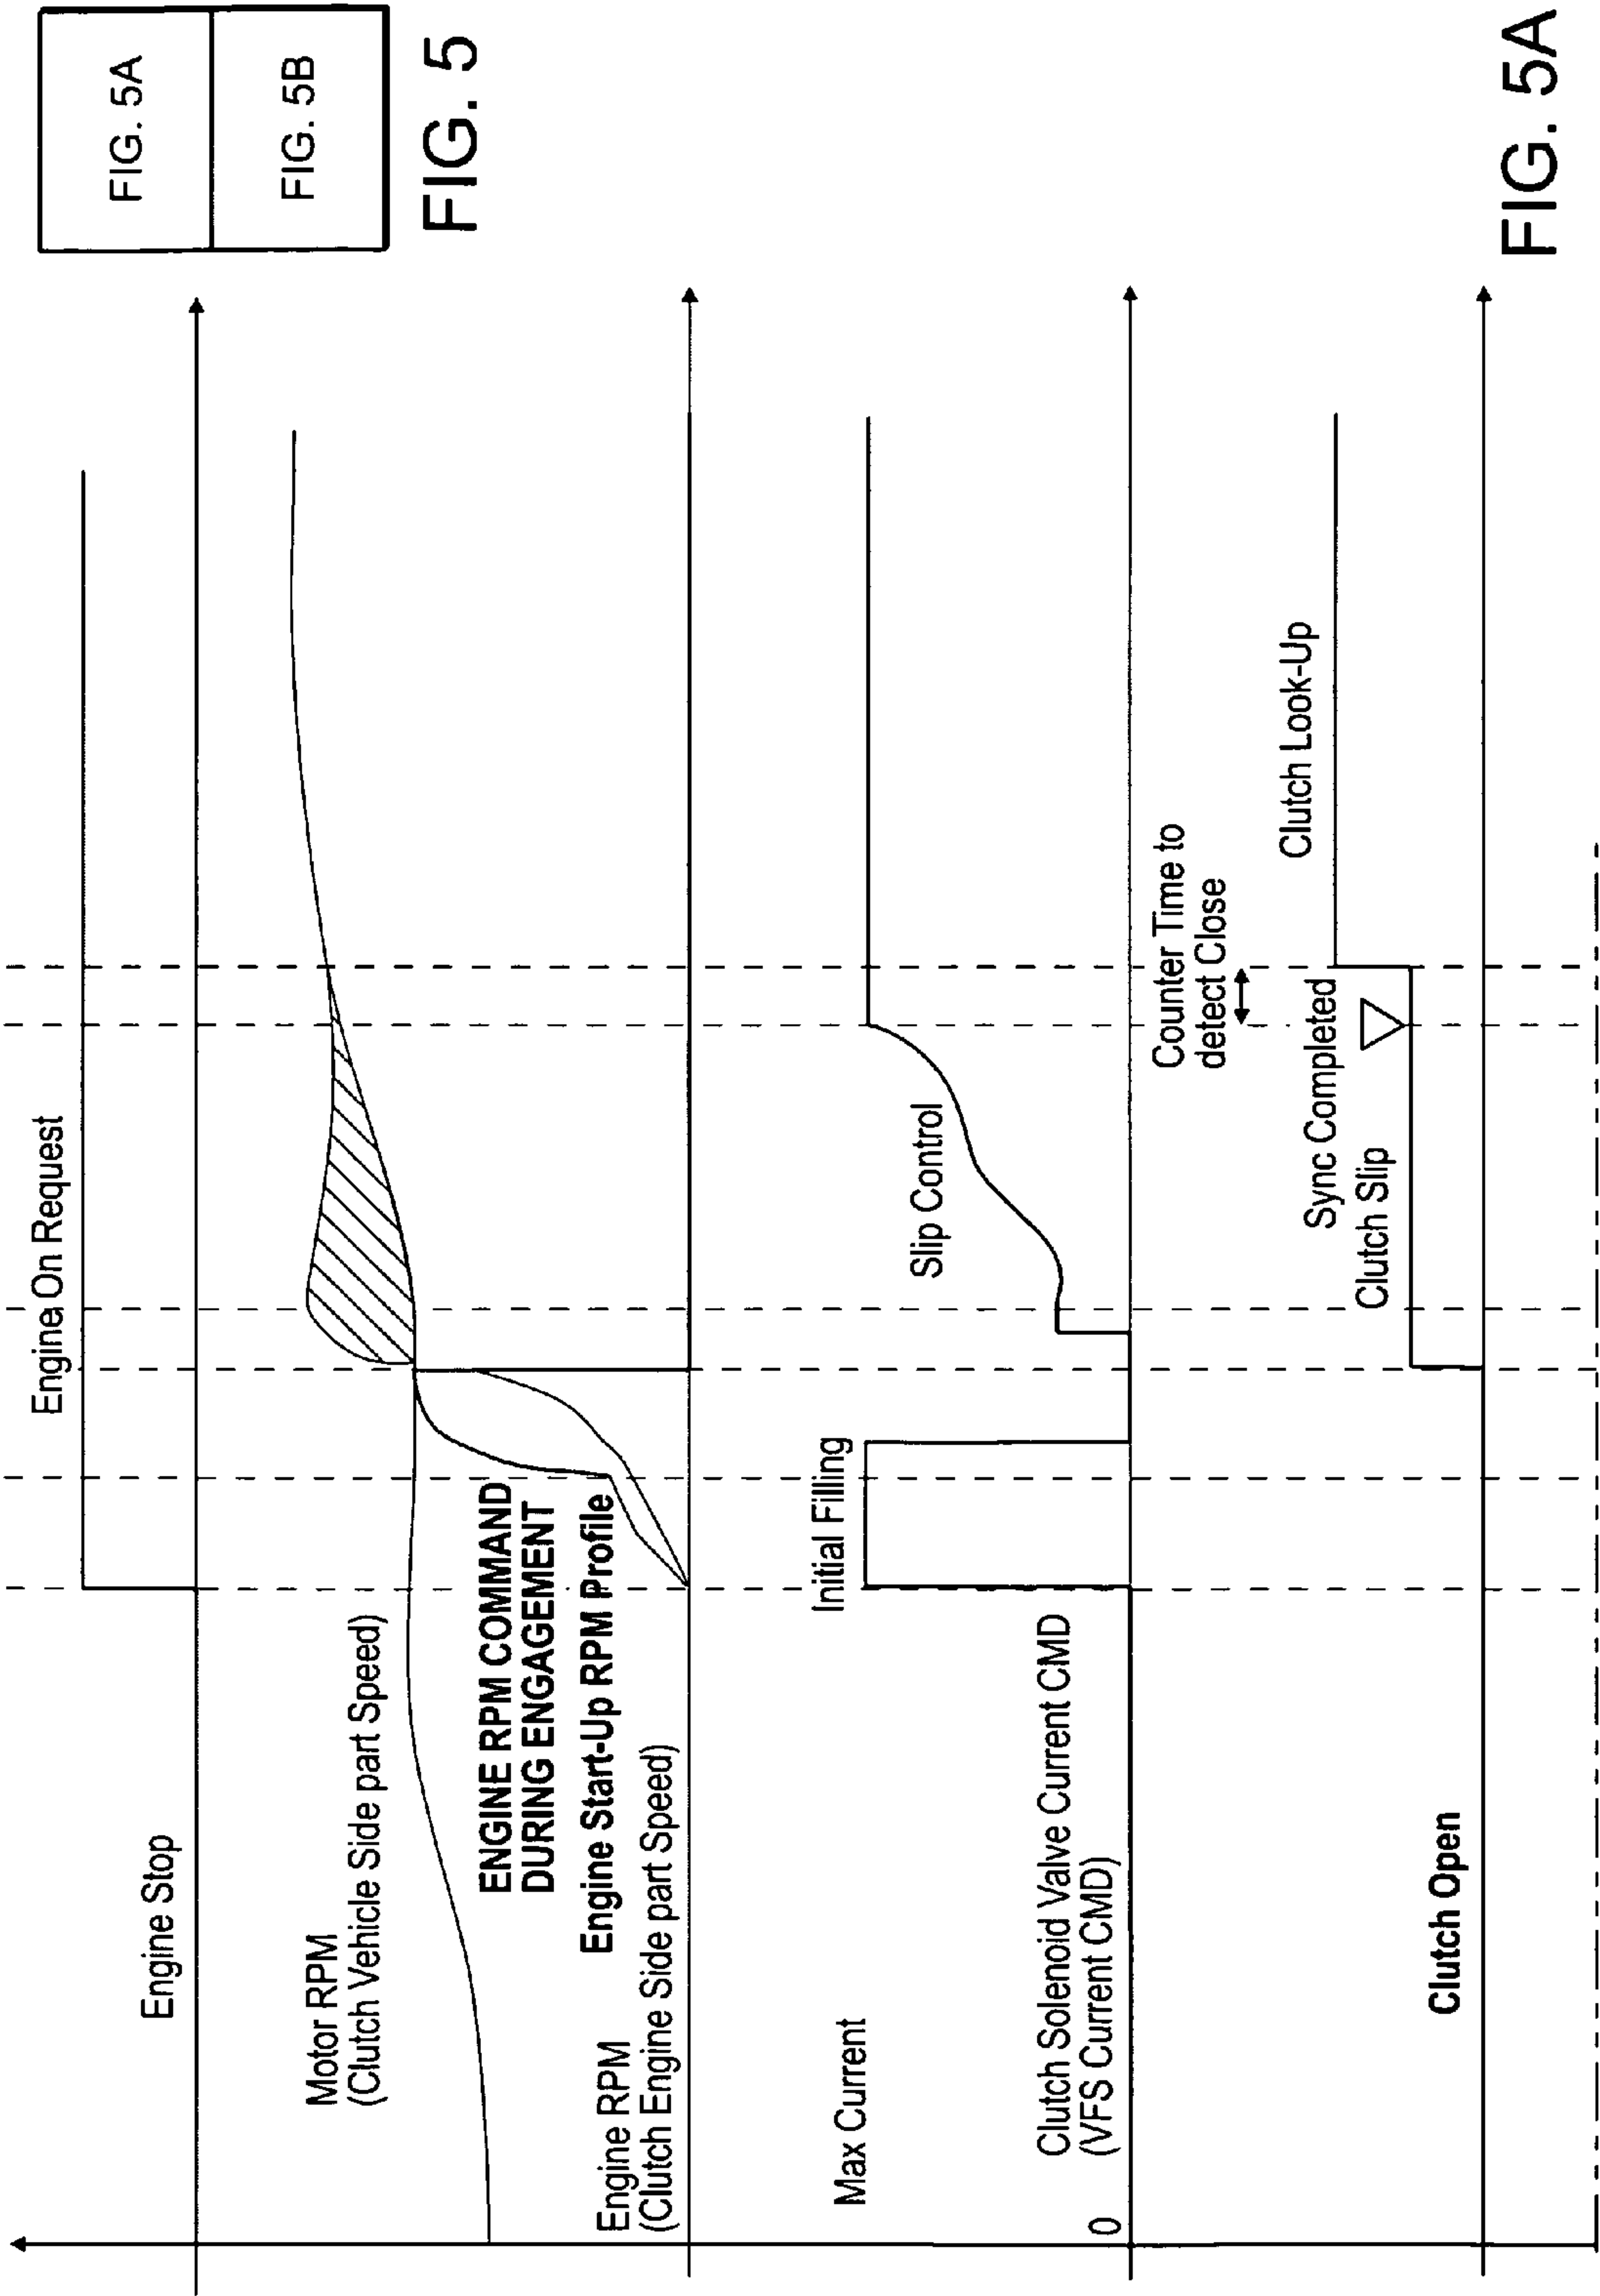 Engine Stop
Engine On Request
FIG. 5A
FIG. 5B
FIG. 5
Motor RPM
(Clutch Vehicle Side part Speed)
ENGINE RPM COMMAND
DURING ENGAGEMENT
Engine Start-Up RPM Profile
Engine RPM
(Clutch Engine Side part Speed)
Max Current
Initial Filling
Slip Control
Clutch Solenoid Valve Current CMD
(VFS Current CMD)
0
Counter Time to
detect Close
Clutch Look-Up
Sync Completed
Clutch Slip
Clutch Open
FIG. 5A